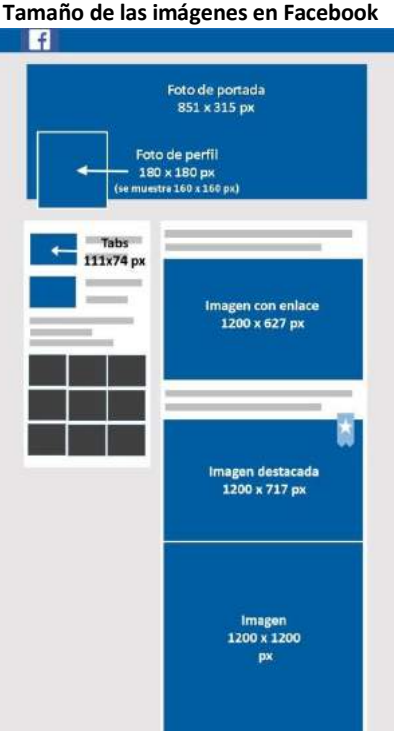 Tamaño de las imágenes en Facebook
f
Foto de portada
851 x 315 px
Foto de perfil
180 x 180 px
(se muestra 160 x 160 px)
Tabs
111x74 px
Imagen con enlace
1200 x 627 px
Imagen destacada
1200 x 717 px
Imagen
1200 x 1200
px